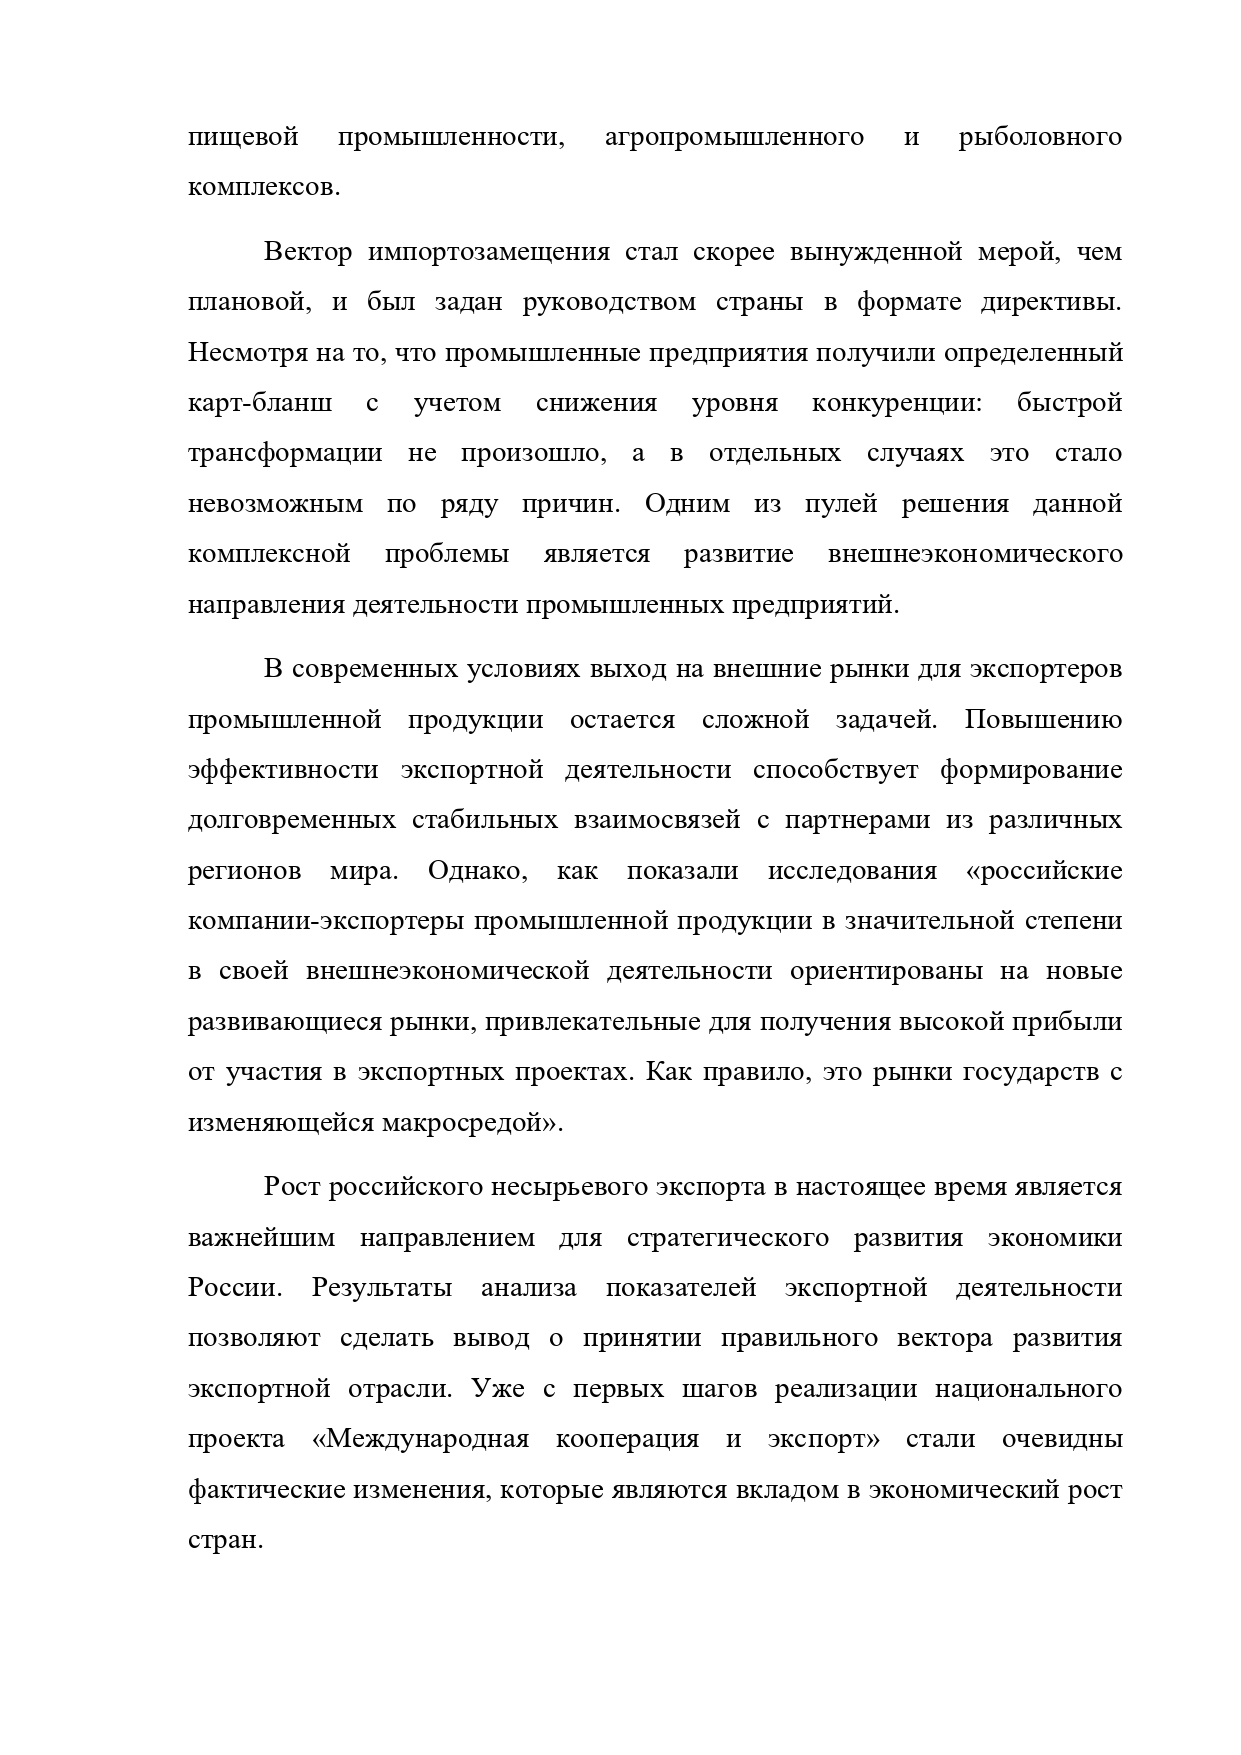 пищевой промышленности, агропромышленного и рыболовного
комплексов.
Вектор импортозамещения стал скорее вынужденной мерой, чем
плановой, и был задан руководством страны в формате директивы.
Несмотря на то, что промышленные предприятия получили определенный
карт-бланш с учетом снижения уровня конкуренции: быстрой
трансформации не произошло, а в отдельных случаях это стало
невозможным по ряду причин. Одним из пулей решения данной
комплексной проблемы является развитие внешнеэкономического
направления деятельности промышленных предприятий.
В современных условиях выход на внешние рынки для экспортеров
промышленной продукции остается сложной задачей. Повышению
эффективности экспортной деятельности способствует формирование
долговременных стабильных взаимосвязей с партнерами из различных
регионов мира. Однако, как показали исследования «российские
компании-экспортеры промышленной продукции в значительной степени
в своей внешнеэкономической деятельности ориентированы на новые
развивающиеся рынки, привлекательные для получения высокой прибыли
от участия в экспортных проектах. Как правило, это рынки государств с
изменяющейся макросредой».
Рост российского несырьевого экспорта в настоящее время является
важнейшим направлением для стратегического развития экономики
России. Результаты анализа показателей экспортной деятельности
позволяют сделать вывод о принятии правильного вектора развития
экспортной отрасли. Уже с первых шагов реализации национального
проекта «Международная кооперация и экспорт» стали очевидны
фактические изменения, которые являются вкладом в экономический рост
стран.